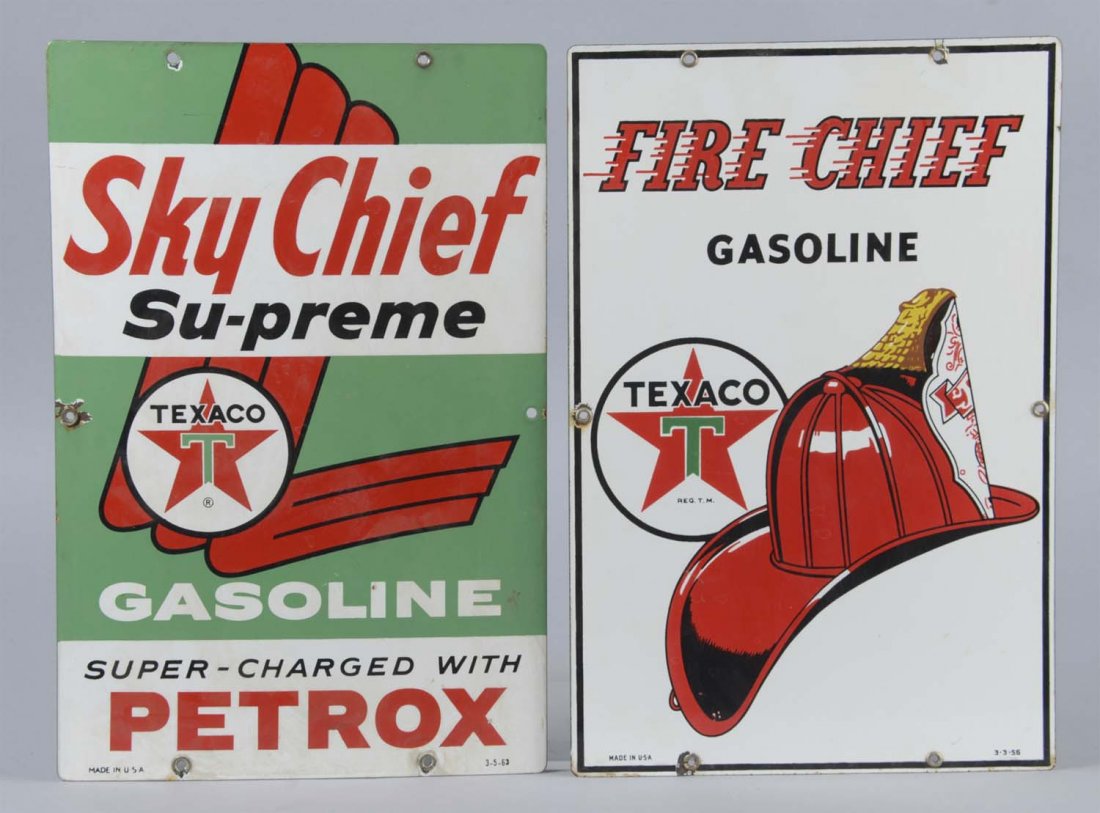 Sky Chief
Su-preme
TEXACO
T
®
GASOLINE
SUPER-CHARGED WITH
PETROX
MADE IN U S A
3-5-63
FIRE CHIEF
GASOLINE
TEXACO
T
REG. T. M.
MADE IN USA
3-3-56